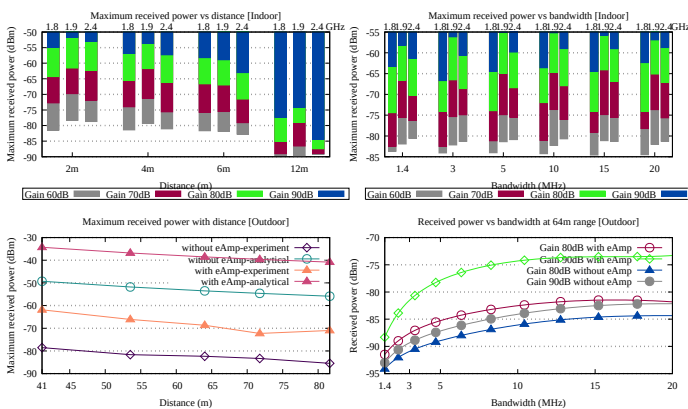 Maximum received power vs distance [Indoor]
1.8 1.9 2.4 1.8 1.9 2.4 1.8 1.9 2.4 1.8 1.9 2.4 GHz
Maximum received power (dBm)
-50
-55
-60
-65
-70
-75
-80
-85
-90
2m 4m 6m 12m
Distance (m)
Gain 60dB Gain 70dB Gain 80dB Gain 90dB
Maximum received power vs bandwidth [Indoor]
1.81.92.4 1.81.92.4 1.81.92.4 1.81.92.4 1.81.92.4 1.81.92.4 GHz
Maximum received power (dBm)
-55
-60
-65
-70
-75
-80
-85
1.4 3 5 10 15 20
Bandwidth (MHz)
Gain 60dB Gain 70dB Gain 80dB Gain 90dB
Maximum received power with distance [Outdoor]
Maximum received power (dBm)
-30
-40
-50
-60
-70
-80
-90
without eAmp-experiment
without eAmp-analytical
with eAmp-experiment
with eAmp-analytical
41 45 50 55 60 65 70 75 80
Distance (m)
Received power vs bandwidth at 64m range [Outdoor]
Received power (dBm)
-70
-75
-80
-85
-90
-95
Gain 80dB with eAmp
Gain 90dB with eAmp
Gain 80dB without eAmp
Gain 90dB without eAmp
1.4 3 5 10 15 20
Bandwidth (MHz)